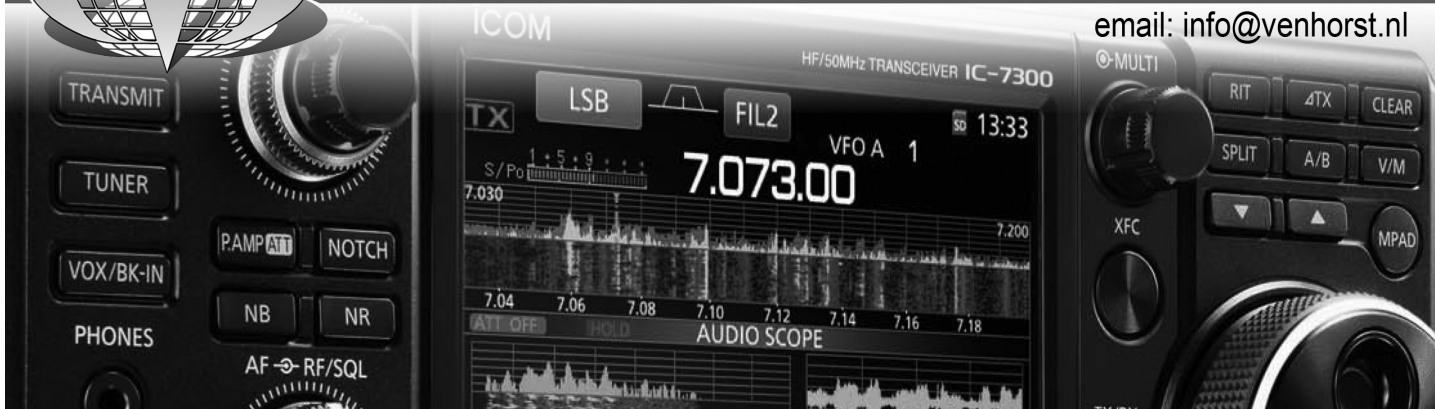 email: info@venhorst.nl
ICOM
HF/50MHz TRANSCEIVER IC-7300
MULTI
TRANSMIT
TUNER
VOX/BK-IN
PHONES
P.AMP ATT
NOTCH
NB
NR
AF RF/SQL
TX
LSB
FIL2
SD 13:33
VFO A 1
S/Po 1 5 9
7.073.00
7.030
7.200
7.04 7.06 7.08 7.10 7.12 7.14 7.16 7.18
ATT OFF
HOLD
AUDIO SCOPE
RIT
⊿TX
CLEAR
SPLIT
A/B
V/M
▼
▲
XFC
MPAD